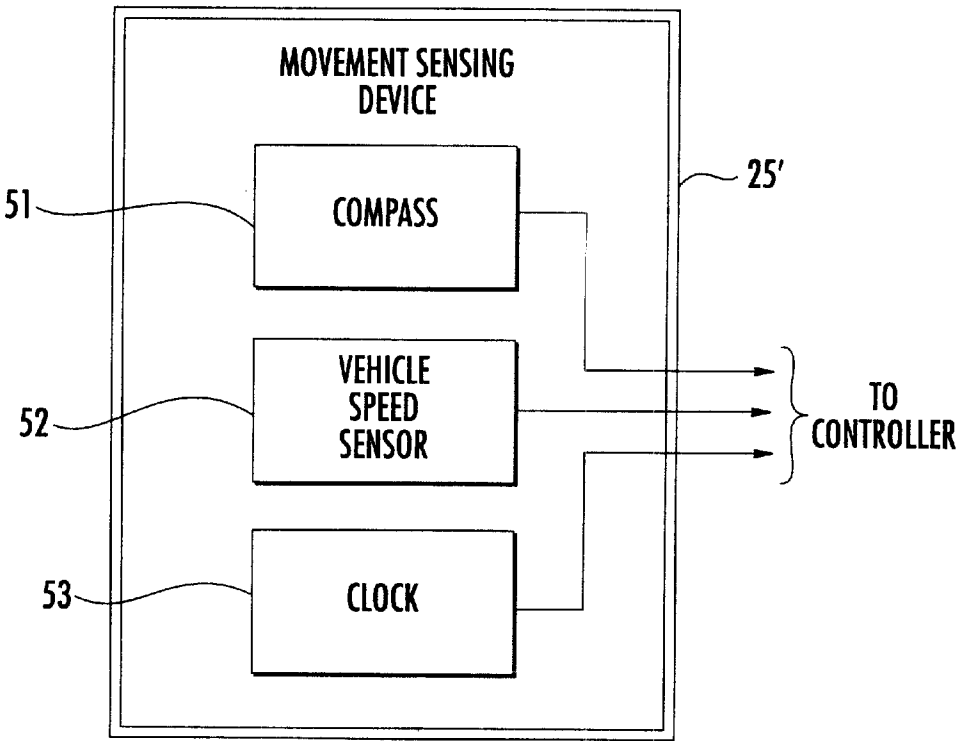 MOVEMENT SENSING
DEVICE
25′
51
COMPASS
52
VEHICLE
SPEED
SENSOR
TO
CONTROLLER
53
CLOCK